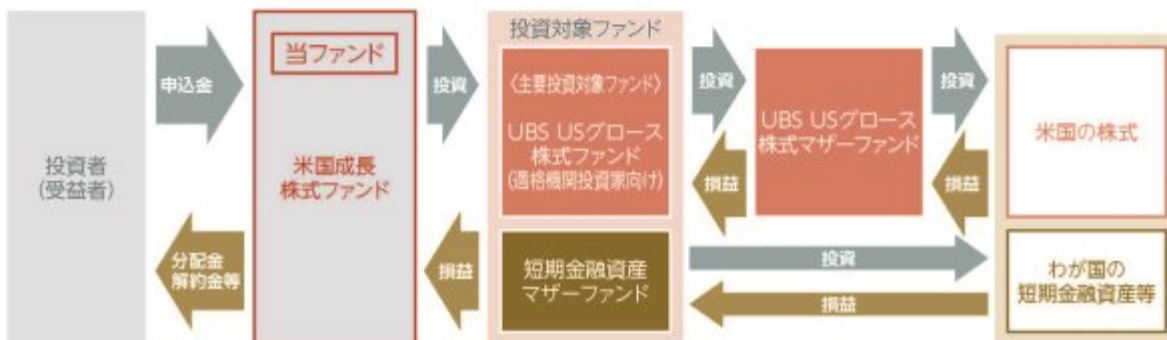 投資者
(受益者)
申込金
分配金
解約金等
当ファンド
米国成長
株式ファンド
投資
損益
投資対象ファンド
〈主要投資対象ファンド〉
UBS USグロース
株式ファンド
(適格機関投資家向け)
短期金融資産
マザーファンド
投資
損益
UBS USグロース
株式マザーファンド
投資
損益
投資
損益
米国の株式
わが国の
短期金融資産等